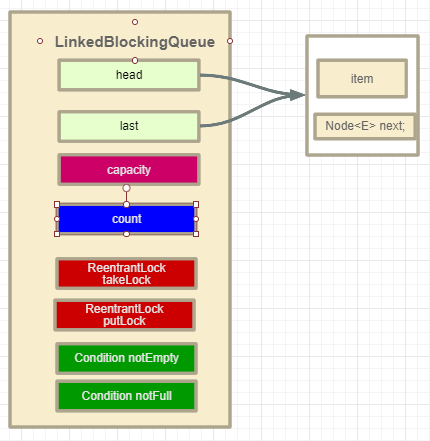 LinkedBlockingQueue
head
last
capacity
count
ReentrantLock
takeLock
ReentrantLock
putLock
Condition notEmpty
Condition notFull
item
Node<E> next;